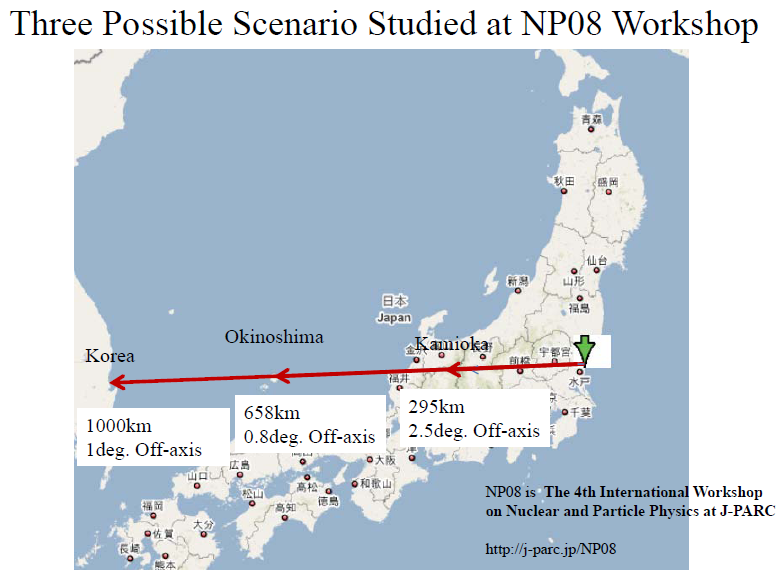 Three Possible Scenario Studied at NP08 Workshop
青森
秋田
盛岡
仙台
山形
新潟
福島
日本
Japan
Okinoshima
Kamioka
金沢
宇都宮
前橋
Korea
福井
水戸
1000km
1deg. Off-axis
658km
0.8deg. Off-axis
295km
2.5deg. Off-axis
千葉
広島
大阪
山口
高松
和歌山
松山
徳島
福岡
高知
大分
佐賀
長崎
熊本
NP08 is The 4th International Workshop
on Nuclear and Particle Physics at J-PARC
http://j-parc.jp/NP08